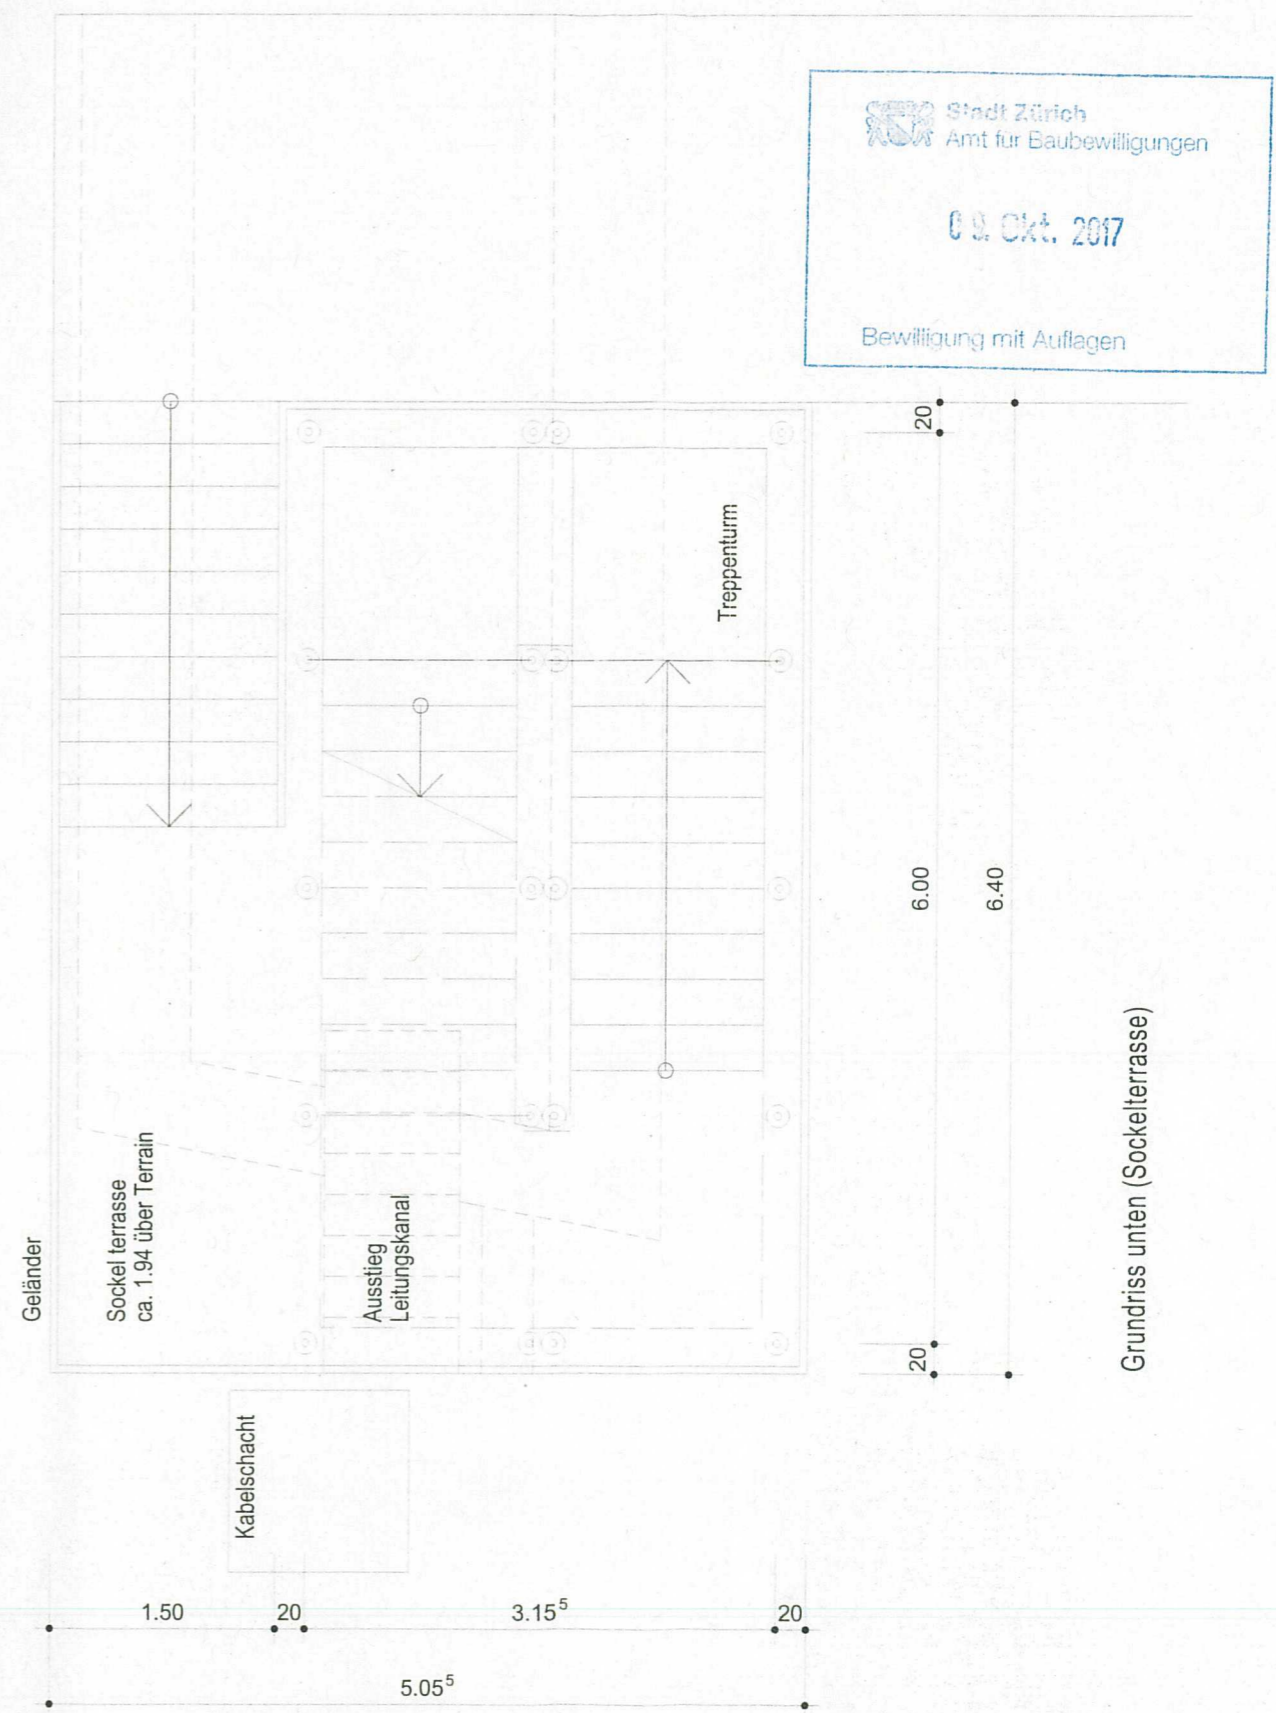 Stadt Zürich
Amt für Baubewilligungen
09. Okt. 2017
Bewilligung mit Auflagen
20
Treppenturm
6.00
6.40
Geländer
Sockel terrasse
ca. 1.94 über Terrain
Ausstieg
Leitungskanal
20
Grundriss unten (Sockelterrasse)
Kabelschacht
1.50
20
3.15⁵
20
5.05⁵